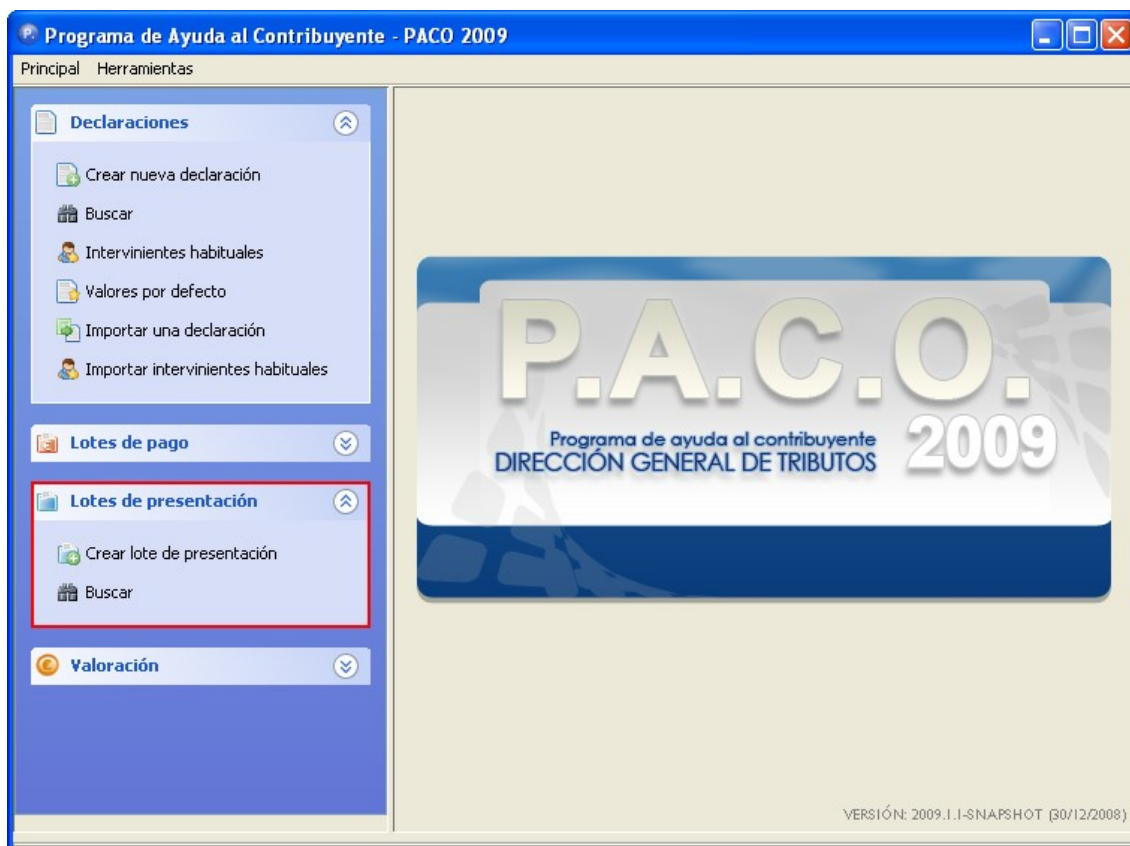 Programa de Ayuda al Contribuyente - PACO 2009
Principal Herramientas
Declaraciones
Crear nueva declaración
Buscar
Intervinientes habituales
Valores por defecto
Importar una declaración
Importar intervinientes habituales
Lotes de pago
Lotes de presentación
Crear lote de presentación
Buscar
Valoración
P.A.C.O.
Programa de ayuda al contribuyente
DIRECCIÓN GENERAL DE TRIBUTOS
2009
VERSIÓN: 2009.1.1-SNAPSHOT (30/12/2008)